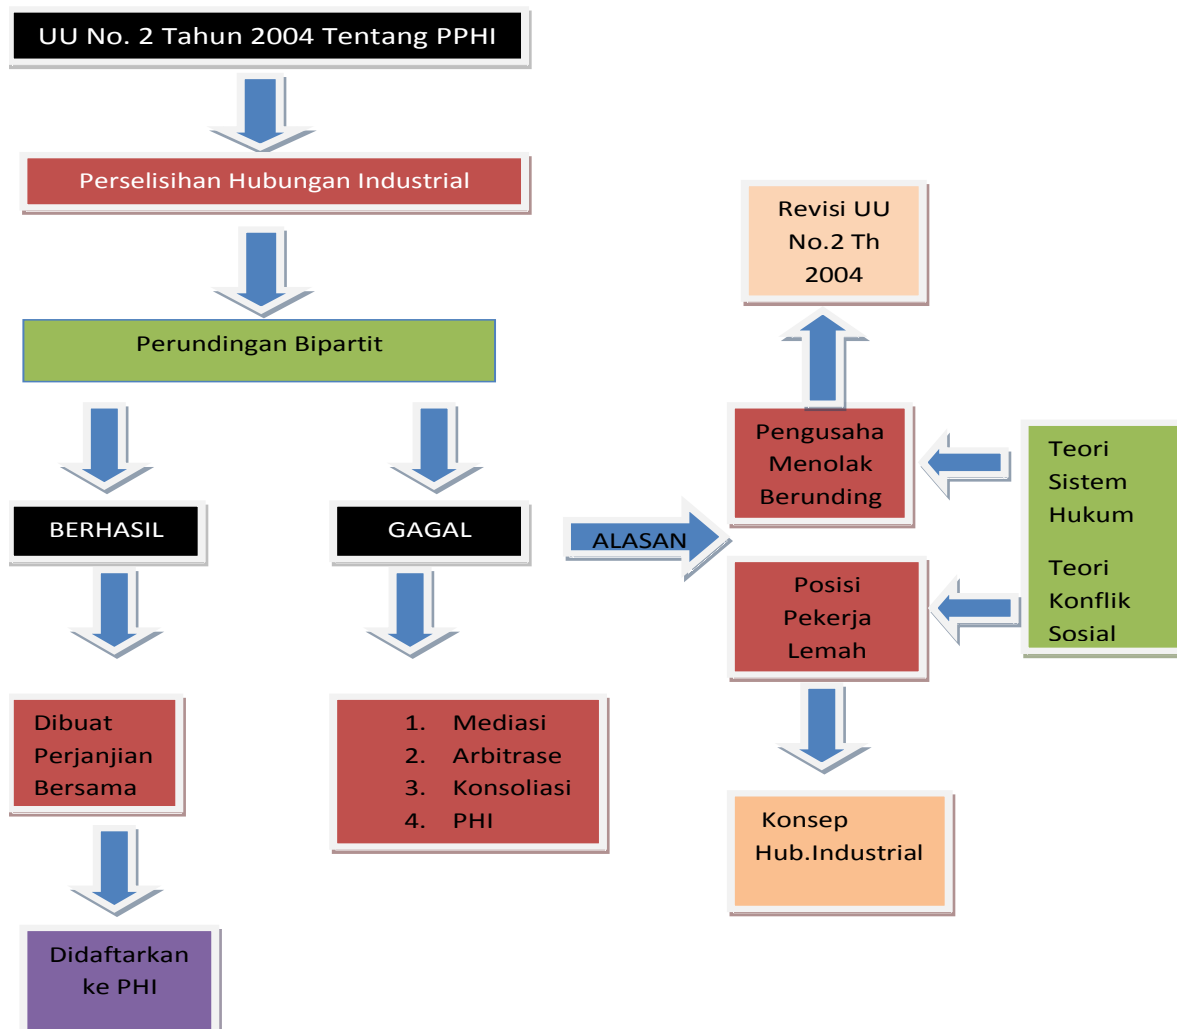 UU No. 2 Tahun 2004 Tentang PPHI
Perselisihan Hubungan Industrial
Perundingan Bipartit
BERHASIL
GAGAL
Dibuat
Perjanjian
Bersama
Didaftarkan
ke PHI
1. Mediasi
2. Arbitrase
3. Konsoliasi
4. PHI
ALASAN
Revisi UU
No.2 Th
2004
Pengusaha
Menolak
Berunding
Posisi
Pekerja
Lemah
Konsep
Hub.Industrial
Teori
Sistem
Hukum
Teori
Konflik
Sosial